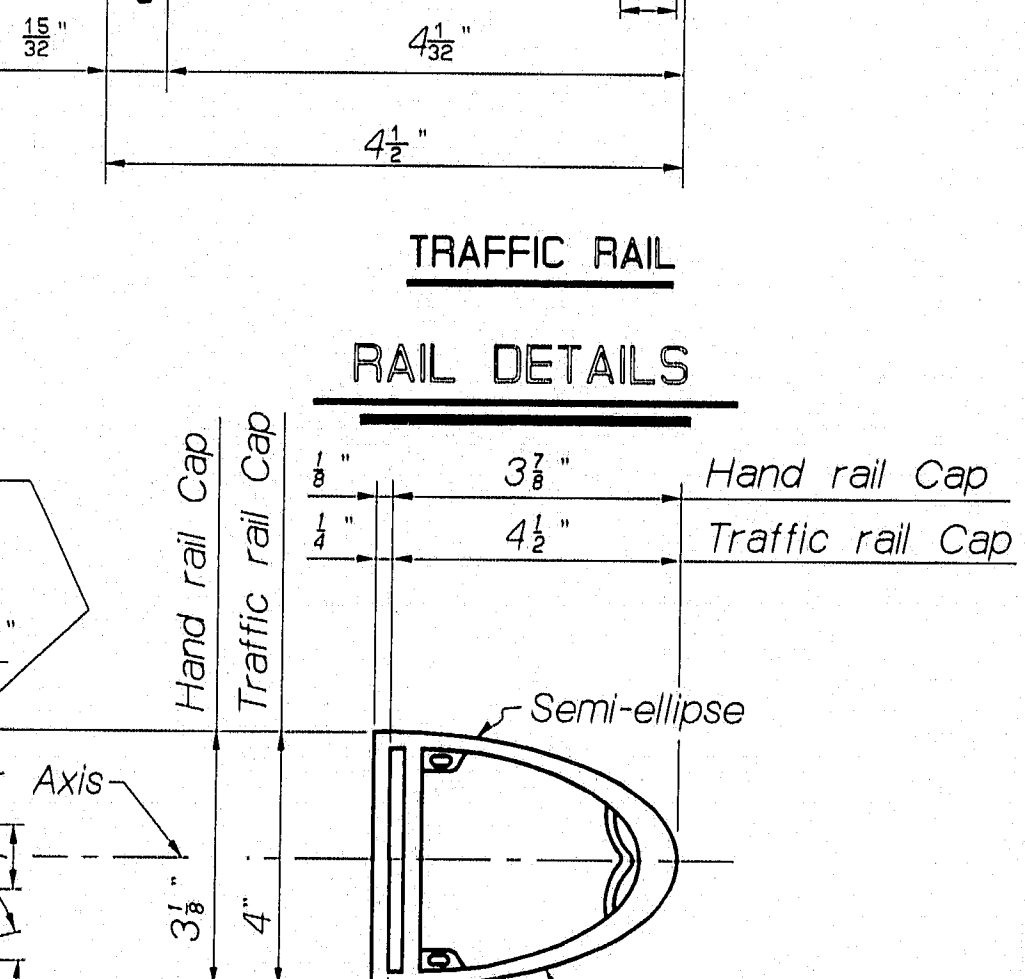 15/32"
4 1/32"
4 1/2"
TRAFFIC RAIL
RAIL DETAILS
Hand rail Cap
Traffic rail Cap
1/8" 3 7/8" Hand rail Cap
1/4" 4 1/2" Traffic rail Cap
"
Semi-ellipse
Axis
3 1/8"
4"